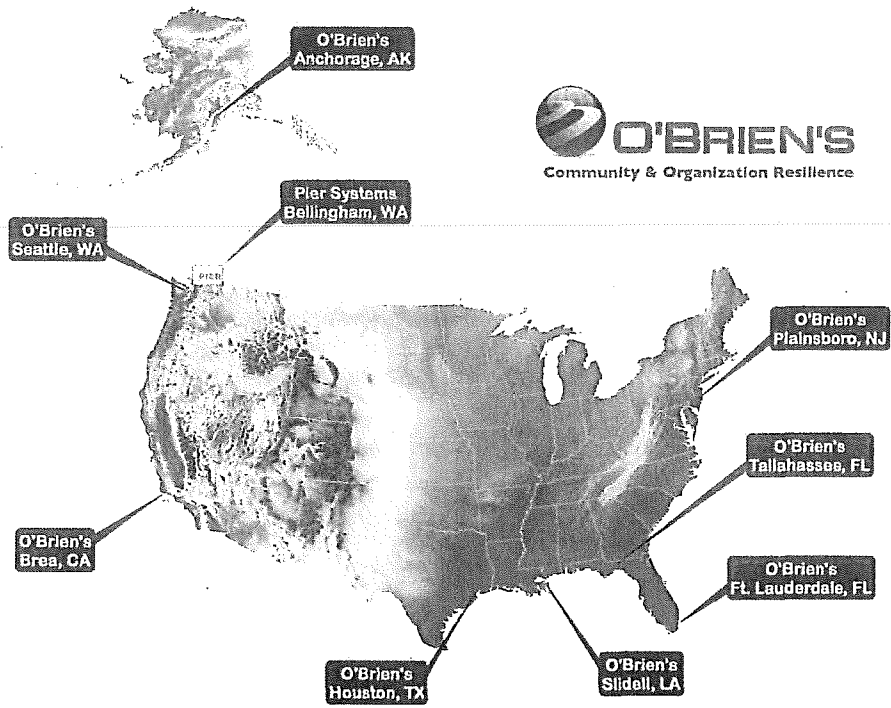 O'Brien's
Anchorage, AK
O'BRIEN'S
Community & Organization Resilience
Pier Systems
Bellingham, WA
O'Brien's
Seattle, WA
PIER
O'Brien's
Plainsboro, NJ
O'Brien's
Tallahassee, FL
O'Brien's
Brea, CA
O'Brien's
Ft. Lauderdale, FL
O'Brien's
Houston, TX
O'Brien's
Slidell, LA